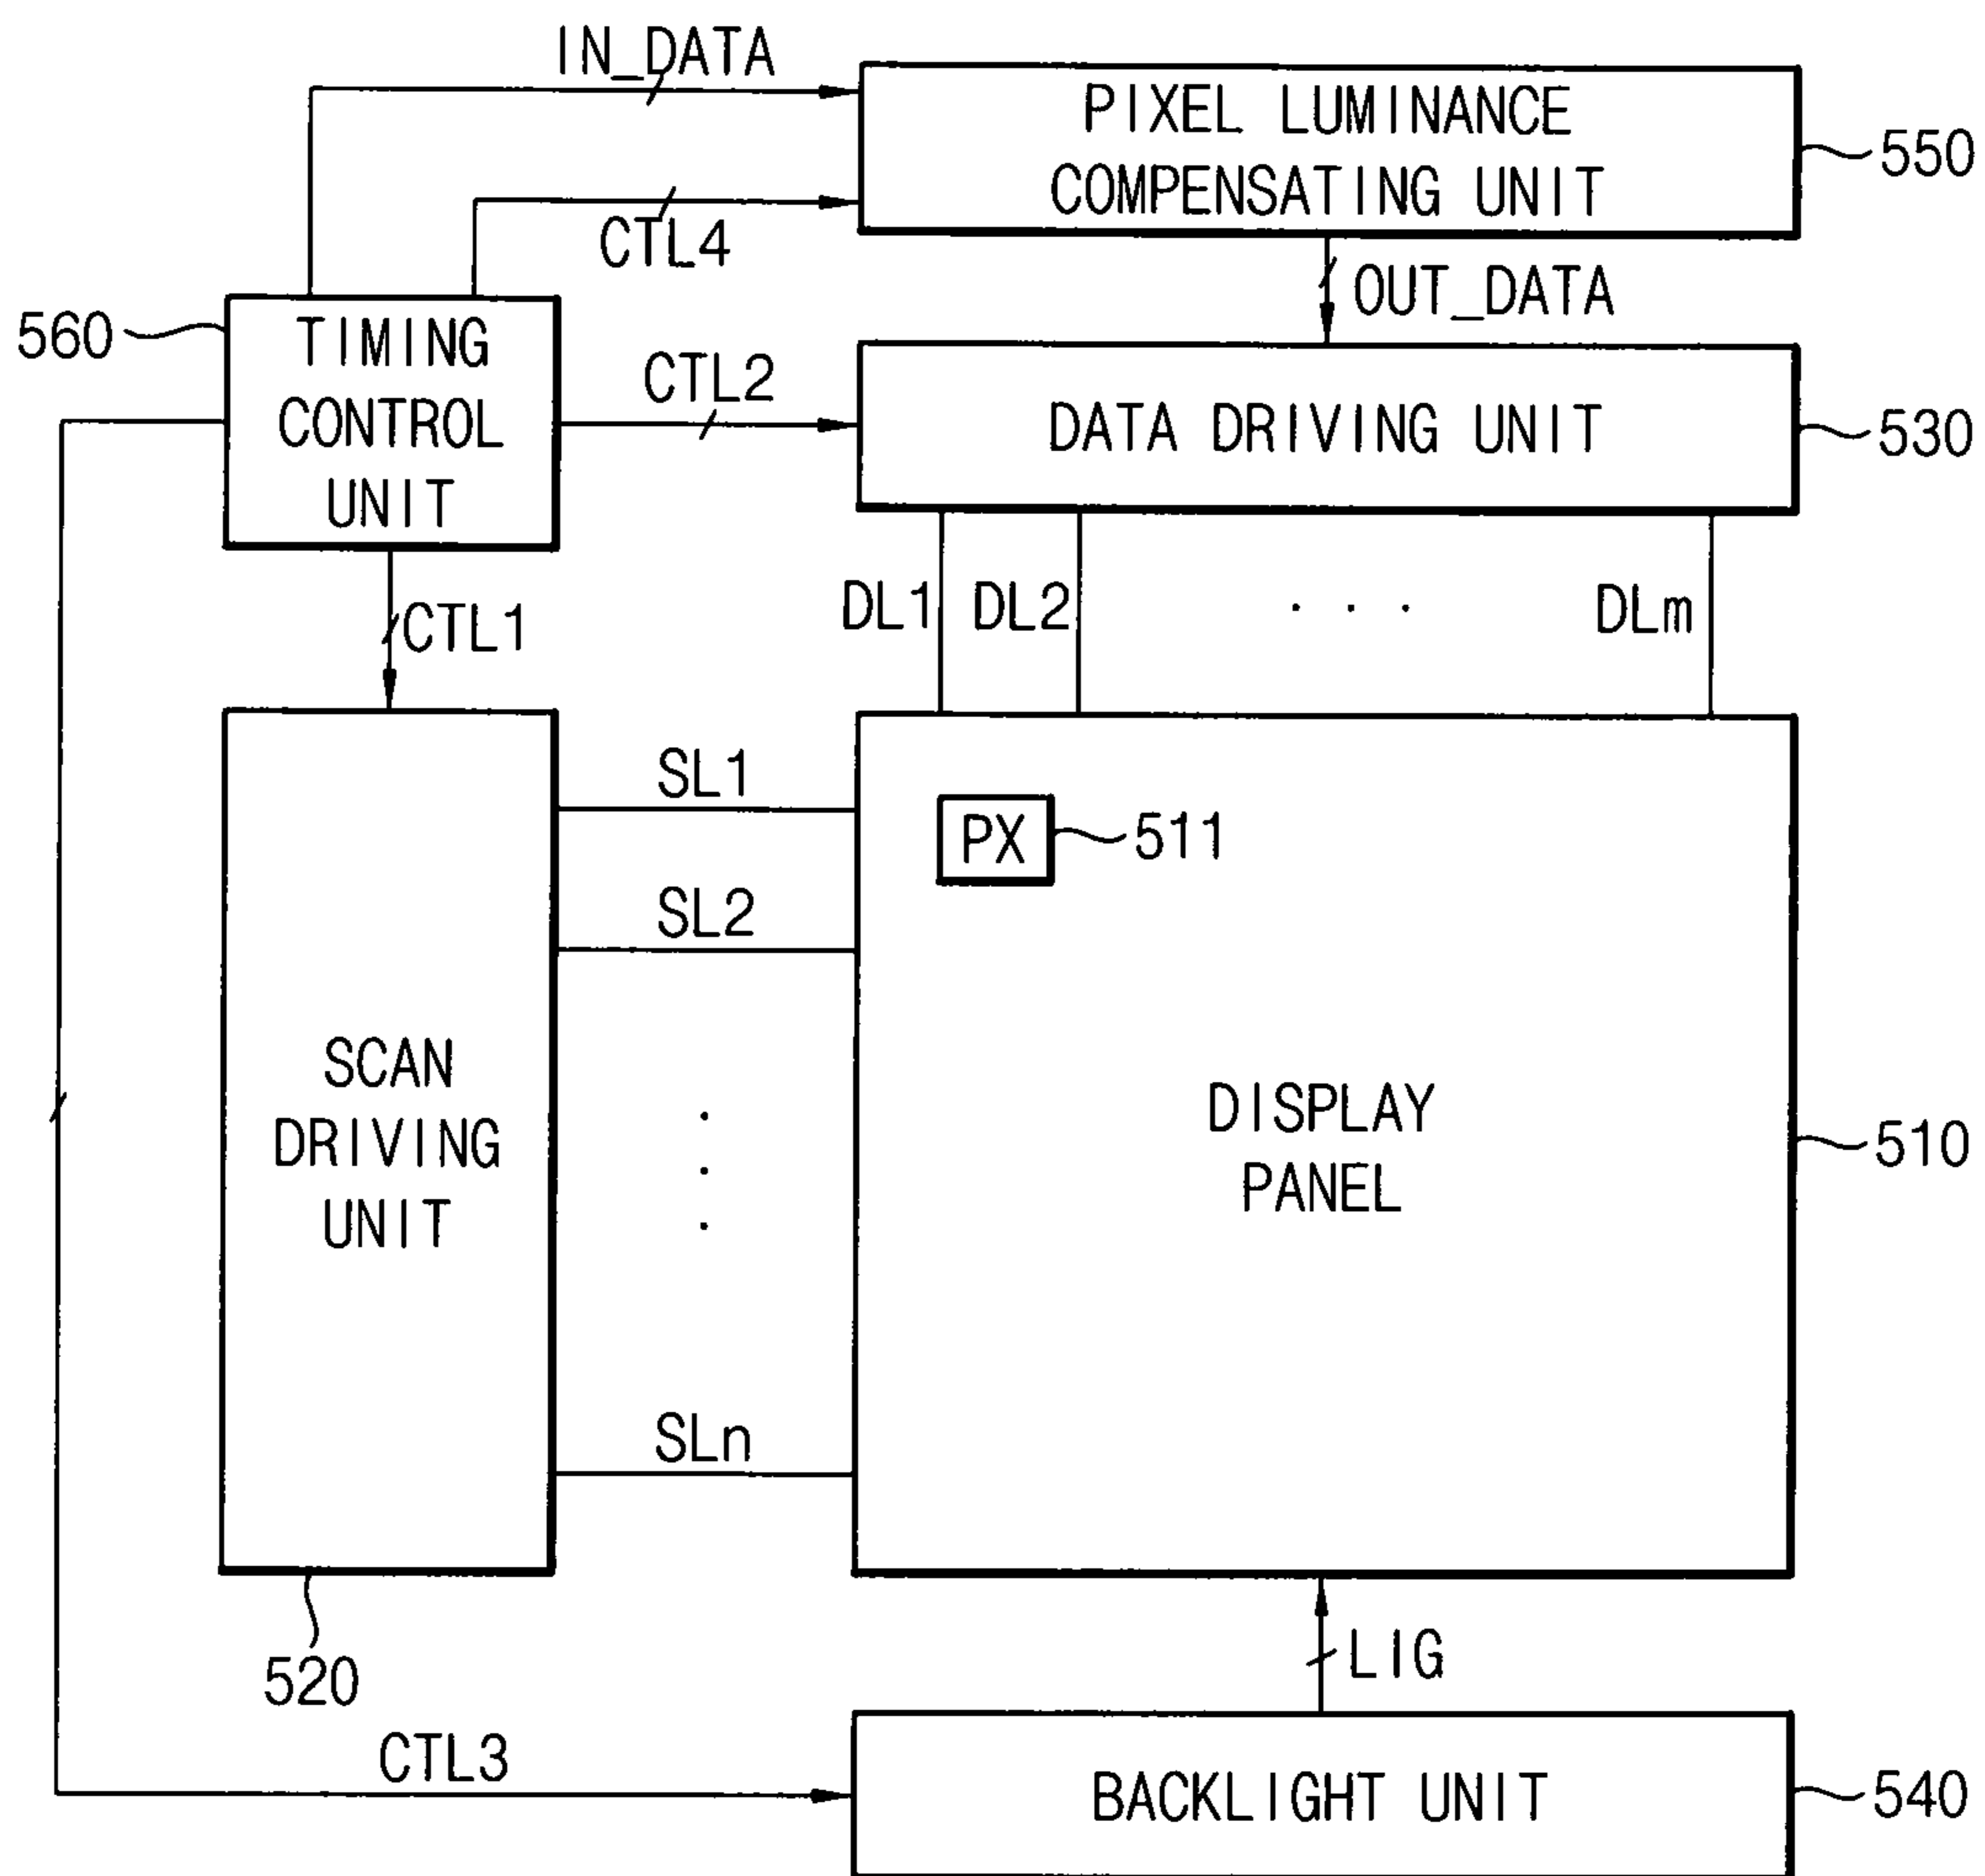 IN_DATA
PIXEL LUMINANCE
COMPENSATING UNIT
550
CTL4
OUT_DATA
560
TIMING
CONTROL
UNIT
CTL2
DATA DRIVING UNIT
530
DL1
DL2
. . .
DLm
CTL1
SL1
PX
511
SL2
SCAN
DRIVING
UNIT
.
.
.
DISPLAY
PANEL
510
SLn
520
LIG
CTL3
BACKLIGHT UNIT
540